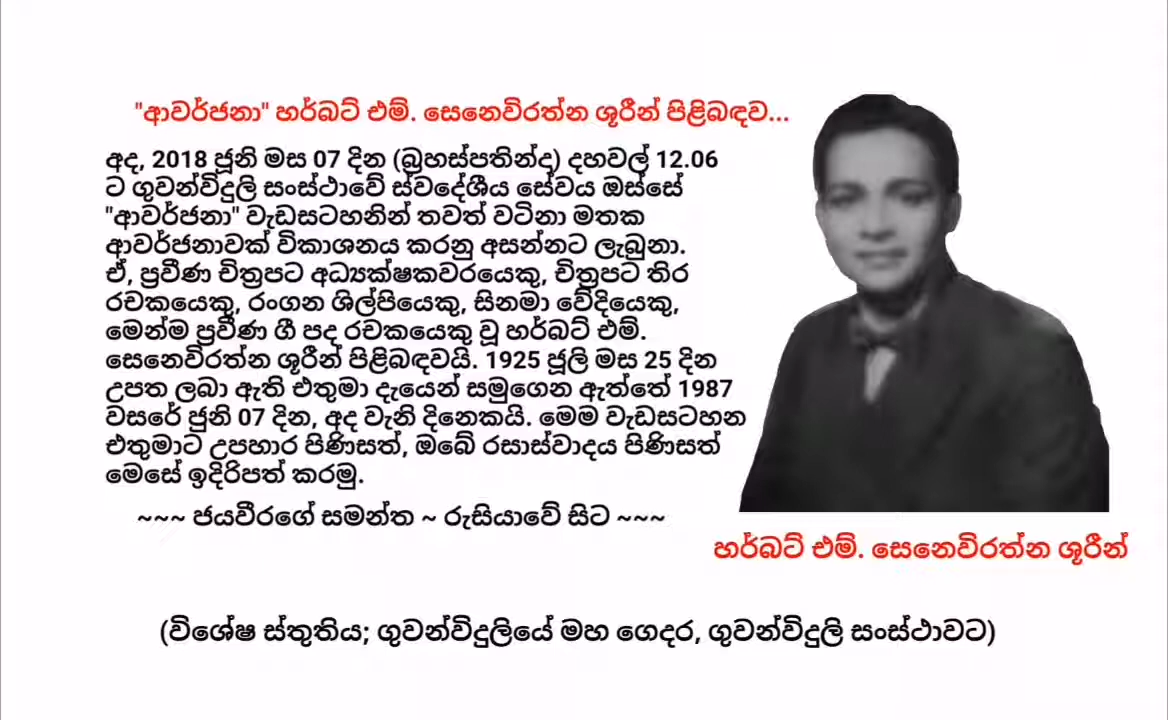 "ආවර්ජනා" හර්බට් එම්. සෙනෙවිරත්න ශූරීන් පිළිබඳව...
අද, 2018 ජූනි මස 07 දින (බ්‍රහස්පතින්දා) දහවල් 12.06
ට ගුවන්විදුලි සංස්ථාවේ ස්වදේශීය සේවය ඔස්සේ
"ආවර්ජනා" වැඩසටහනින් තවත් වටිනා මතක
ආවර්ජනාවක් විකාශනය කරනු අසන්නට ලැබුනා.
ඒ, ප්‍රවීණ චිත්‍රපට අධ්‍යක්ෂකවරයෙකු, චිත්‍රපට තිර
රචකයෙකු, රංගන ශිල්පියෙකු, සිනමා වේදියෙකු,
මෙන්ම ප්‍රවීණ ගී පද රචකයෙකු වූ හර්බට් එම්.
සෙනෙවිරත්න ශූරීන් පිළිබඳවයි. 1925 ජූලි මස 25 දින
උපත ලබා ඇති එතුමා දැයෙන් සමුගෙන ඇත්තේ 1987
වසරේ ජුනි 07 දින, අද වැනි දිනෙකයි. මෙම වැඩසටහන
එතුමාට උපහාර පිණිසත්, ඔබේ රසාස්වාදය පිණිසත්
මෙසේ ඉදිරිපත් කරමු.
~~~ ජයවීරගේ සමන්ත ~ රුසියාවේ සිට ~~~
හර්බට් එම්. සෙනෙවිරත්න ශූරීන්
(විශේෂ ස්තුතිය; ගුවන්විදුලියේ මහ ගෙදර, ගුවන්විදුලි සංස්ථාවට)